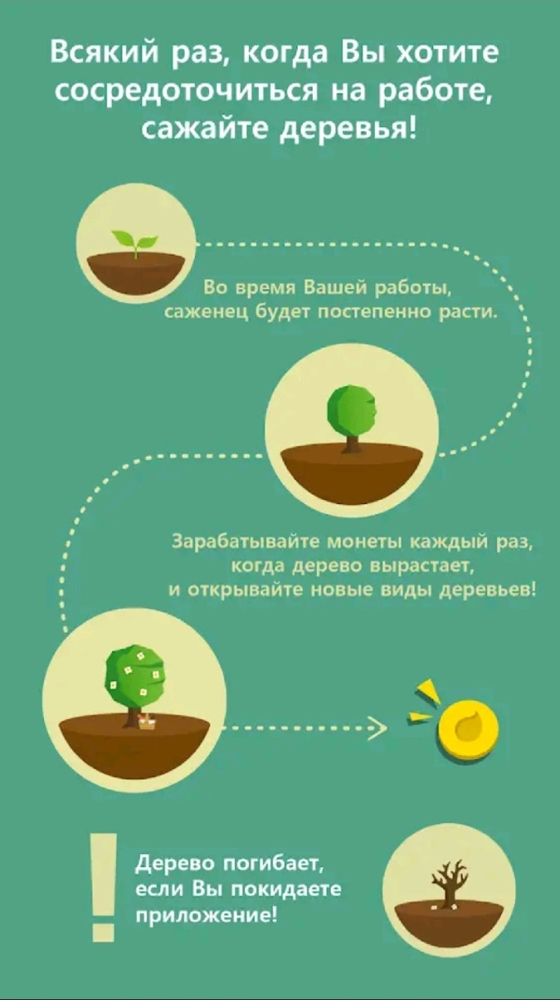 Всякий раз, когда Вы хотите
сосредоточиться на работе,
сажайте деревья!
Во время Вашей работы,
саженец будет постепенно расти.
Зарабатывайте монеты каждый раз,
когда дерево вырастает,
и открывайте новые виды деревьев!
Дерево погибает,
если Вы покидаете
приложение!